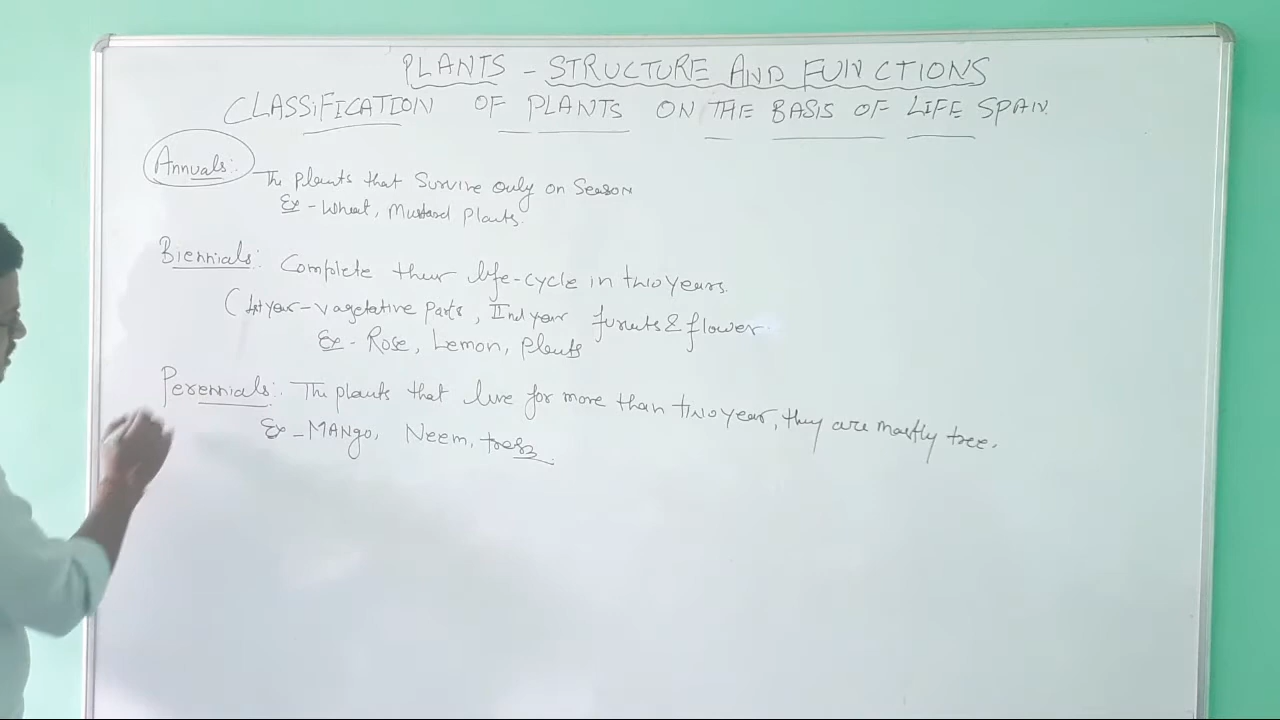 PLANTS - STRUCTURE AND FUNCTIONS
CLASSIFICATION OF PLANTS ON THE BASIS OF LIFE SPAN.
Annuals:- The plants that Survive only on Season
Ex - Wheat, Mustard Plants.
Biennials: Complete their life-cycle in two years.
(1st year - vagetative parts, IInd year furuts & flower.
Ex - Rose, Lemon, plants
Perennials:. The plants that live for more than two year, they are mostly tree.
Ex - MANgo, Neem, tress